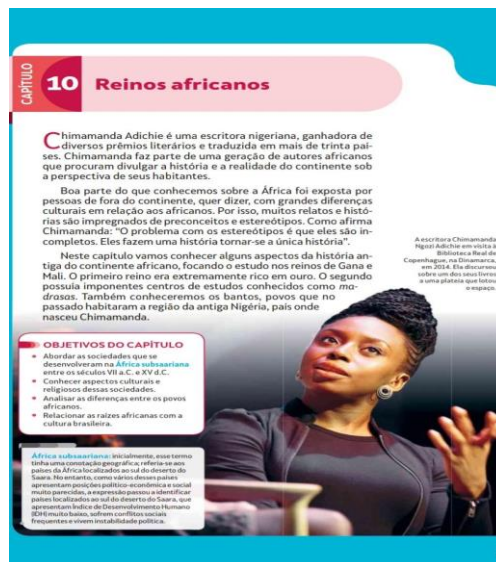 CAPÍTULO
10 Reinos africanos
Chimamanda Adichie é uma escritora nigeriana, ganhadora de
diversos prêmios literários e traduzida em mais de trinta paí-
ses. Chimamanda faz parte de uma geração de autores africanos
que procuram divulgar a história e a realidade do continente sob
a perspectiva de seus habitantes.
Boa parte do que conhecemos sobre a África foi exposta por
pessoas de fora do continente, quer dizer, com grandes diferenças
culturais em relação aos africanos. Por isso, muitos relatos e histó-
rias são impregnados de preconceitos e estereótipos. Como afirma
Chimamanda: "O problema com os estereótipos é que eles são in-
completos. Eles fazem uma história tornar-se a única história".
Neste capítulo vamos conhecer alguns aspectos da história an-
tiga do continente africano, focando o estudo nos reinos de Gana e
Mali. O primeiro reino era extremamente rico em ouro. O segundo
possuía imponentes centros de estudos conhecidos como ma-
drasas. Também conheceremos os bantos, povos que no
passado habitaram a região da antiga Nigéria, país onde
nasceu Chimamanda.
A escritora Chimamanda
Ngozi Adichie em visita à
Biblioteca Real de
Copenhague, na Dinamarca,
em 2014. Ela discursou
sobre um dos seus livros
a uma plateia que lotou
o espaço.
OBJETIVOS DO CAPÍTULO
• Abordar as sociedades que se
desenvolveram na África subsaariana
entre os séculos VII a.C. e XV d.C.
• Conhecer aspectos culturais e
religiosos dessas sociedades.
• Analisar as diferenças entre os povos
africanos.
• Relacionar as raízes africanas com a
cultura brasileira.
África subsaariana: inicialmente, esse termo
tinha uma conotação geográfica; referia-se aos
países da África localizados ao sul do deserto do
Saara. No entanto, como vários desses países
apresentam posições político-econômica e social
muito parecidas, a expressão passou a identificar
países localizados ao sul do deserto do Saara, que
apresentam Índice de Desenvolvimento Humano
(IDH) muito baixo, sofrem conflitos sociais
frequentes e vivem instabilidade política.